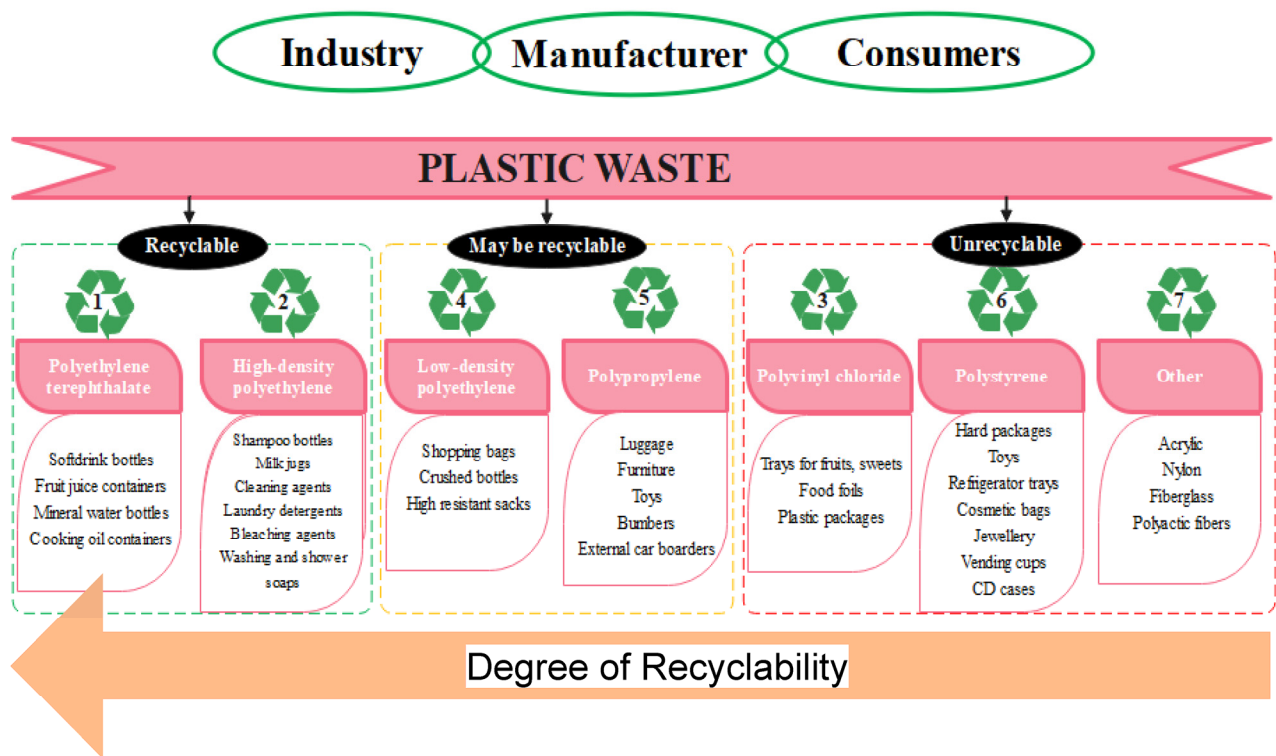 Industry
Manufacturer
Consumers
PLASTIC WASTE
Recyclable
May be recyclable
Unrecyclable
1
2
4
5
3
6
7
Polyethylene
terephthalate
High-density
polyethylene
Low-density
polyethylene
Polypropylene
Polyvinyl chloride
Polystyrene
Other
Softdrink bottles
Fruit juice containers
Mineral water bottles
Cooking oil containers
Shampoo bottles
Milk jugs
Cleaning agents
Laundry detergents
Bleaching agents
Washing and shower
soaps
Shopping bags
Crushed bottles
High resistant sacks
Luggage
Furniture
Toys
Bumbers
External car boarders
Trays for fruits, sweets
Food foils
Plastic packages
Hard packages
Toys
Refrigerator trays
Cosmetic bags
Jewellery
Vending cups
CD cases
Acrylic
Nylon
Fiberglass
Polyactic fibers
Degree of Recyclability